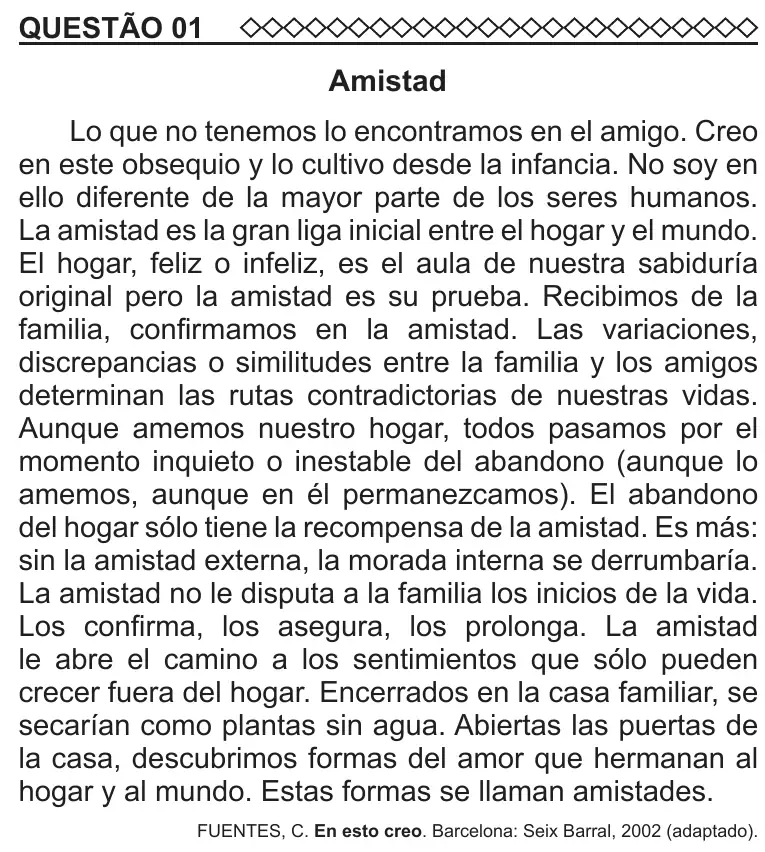 QUESTÃO 01
Amistad
Lo que no tenemos lo encontramos en el amigo. Creo
en este obsequio y lo cultivo desde la infancia. No soy en
ello diferente de la mayor parte de los seres humanos.
La amistad es la gran liga inicial entre el hogar y el mundo.
El hogar, feliz o infeliz, es el aula de nuestra sabiduría
original pero la amistad es su prueba. Recibimos de la
familia, confirmamos en la amistad. Las variaciones,
discrepancias o similitudes entre la familia y los amigos
determinan las rutas contradictorias de nuestras vidas.
Aunque amemos nuestro hogar, todos pasamos por el
momento inquieto o inestable del abandono (aunque lo
amemos, aunque en él permanezcamos). El abandono
del hogar sólo tiene la recompensa de la amistad. Es más:
sin la amistad externa, la morada interna se derrumbaría.
La amistad no le disputa a la familia los inicios de la vida.
Los confirma, los asegura, los prolonga. La amistad
le abre el camino a los sentimientos que sólo pueden
crecer fuera del hogar. Encerrados en la casa familiar, se
secarían como plantas sin agua. Abiertas las puertas de
la casa, descubrimos formas del amor que hermanan al
hogar y al mundo. Estas formas se llaman amistades.
FUENTES, C. En esto creo. Barcelona: Seix Barral, 2002 (adaptado).